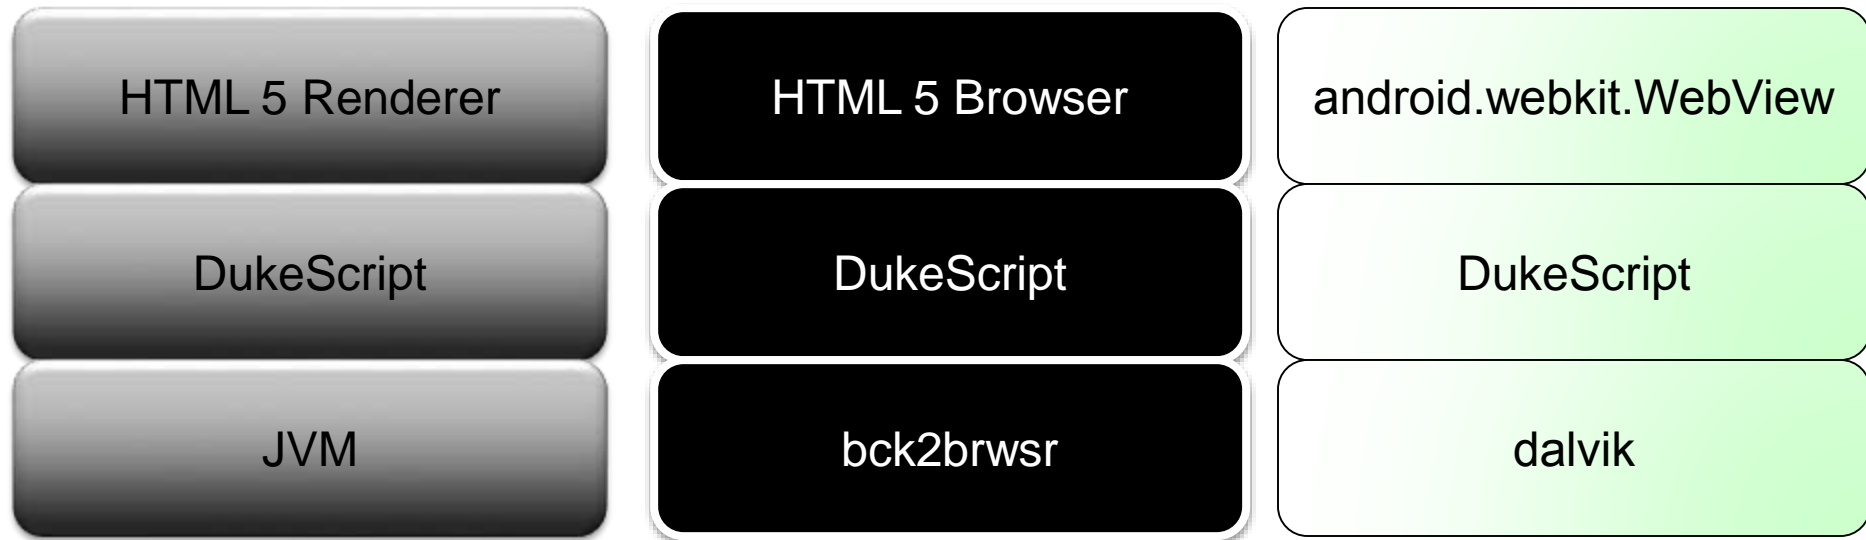 HTML 5 Renderer
HTML 5 Browser
android.webkit.WebView
DukeScript
DukeScript
DukeScript
JVM
bck2brwsr
dalvik